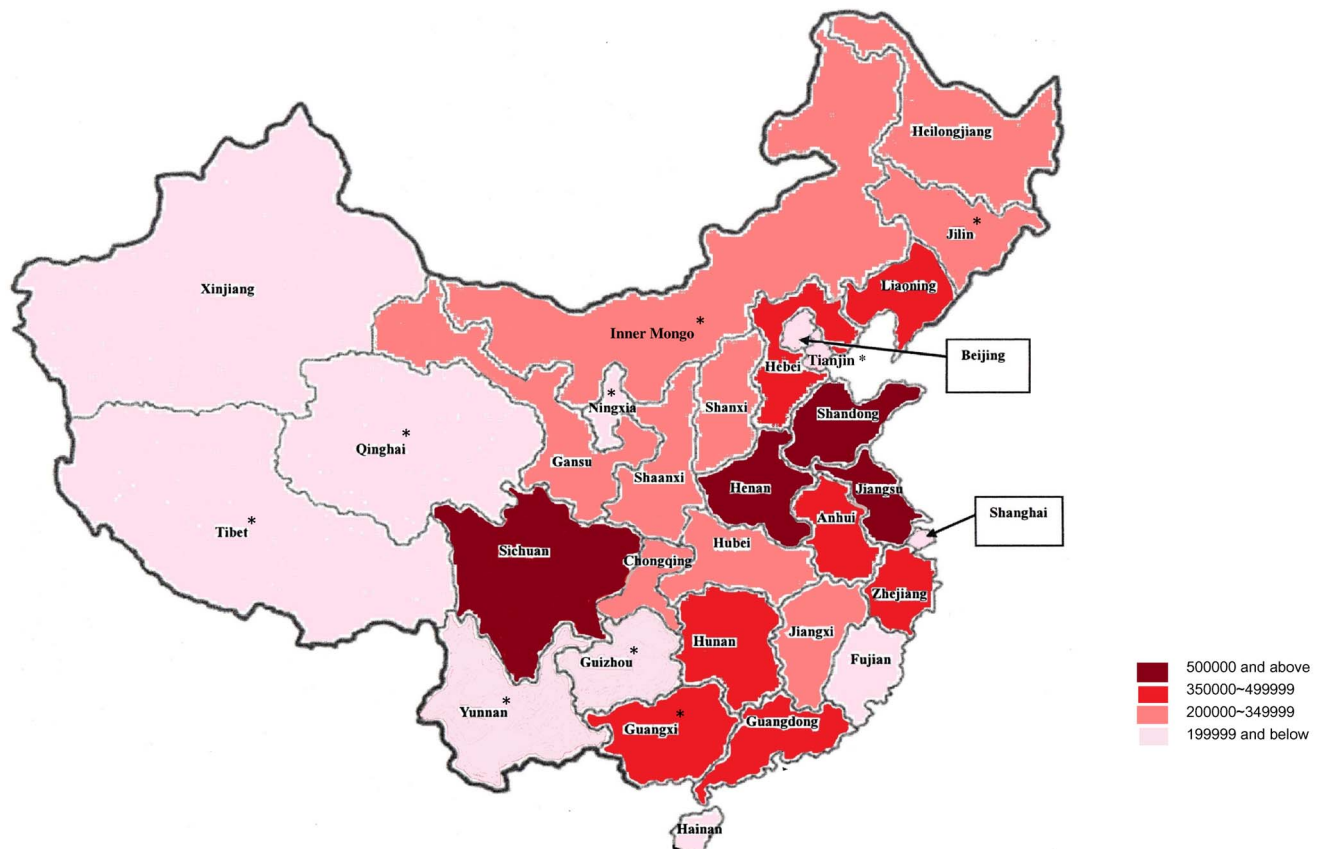 Heilongjiang
*
Jilin
Liaoning
Xinjiang
Inner Mongo *
Beijing
Tianjin *
Hebei
*
Ningxia
Shanxi
Shandong
*
Qinghai
Gansu
Shaanxi
Henan
Jiangsu
Shanghai
Anhui
*
Tibet
Sichuan
Hubei
Chongqing
Zhejiang
Hunan
Jiangxi
*
Guizhou
Fujian
*
Yunnan
*
Guangxi
Guangdong
Hainan
500000 and above
350000~499999
200000~349999
199999 and below